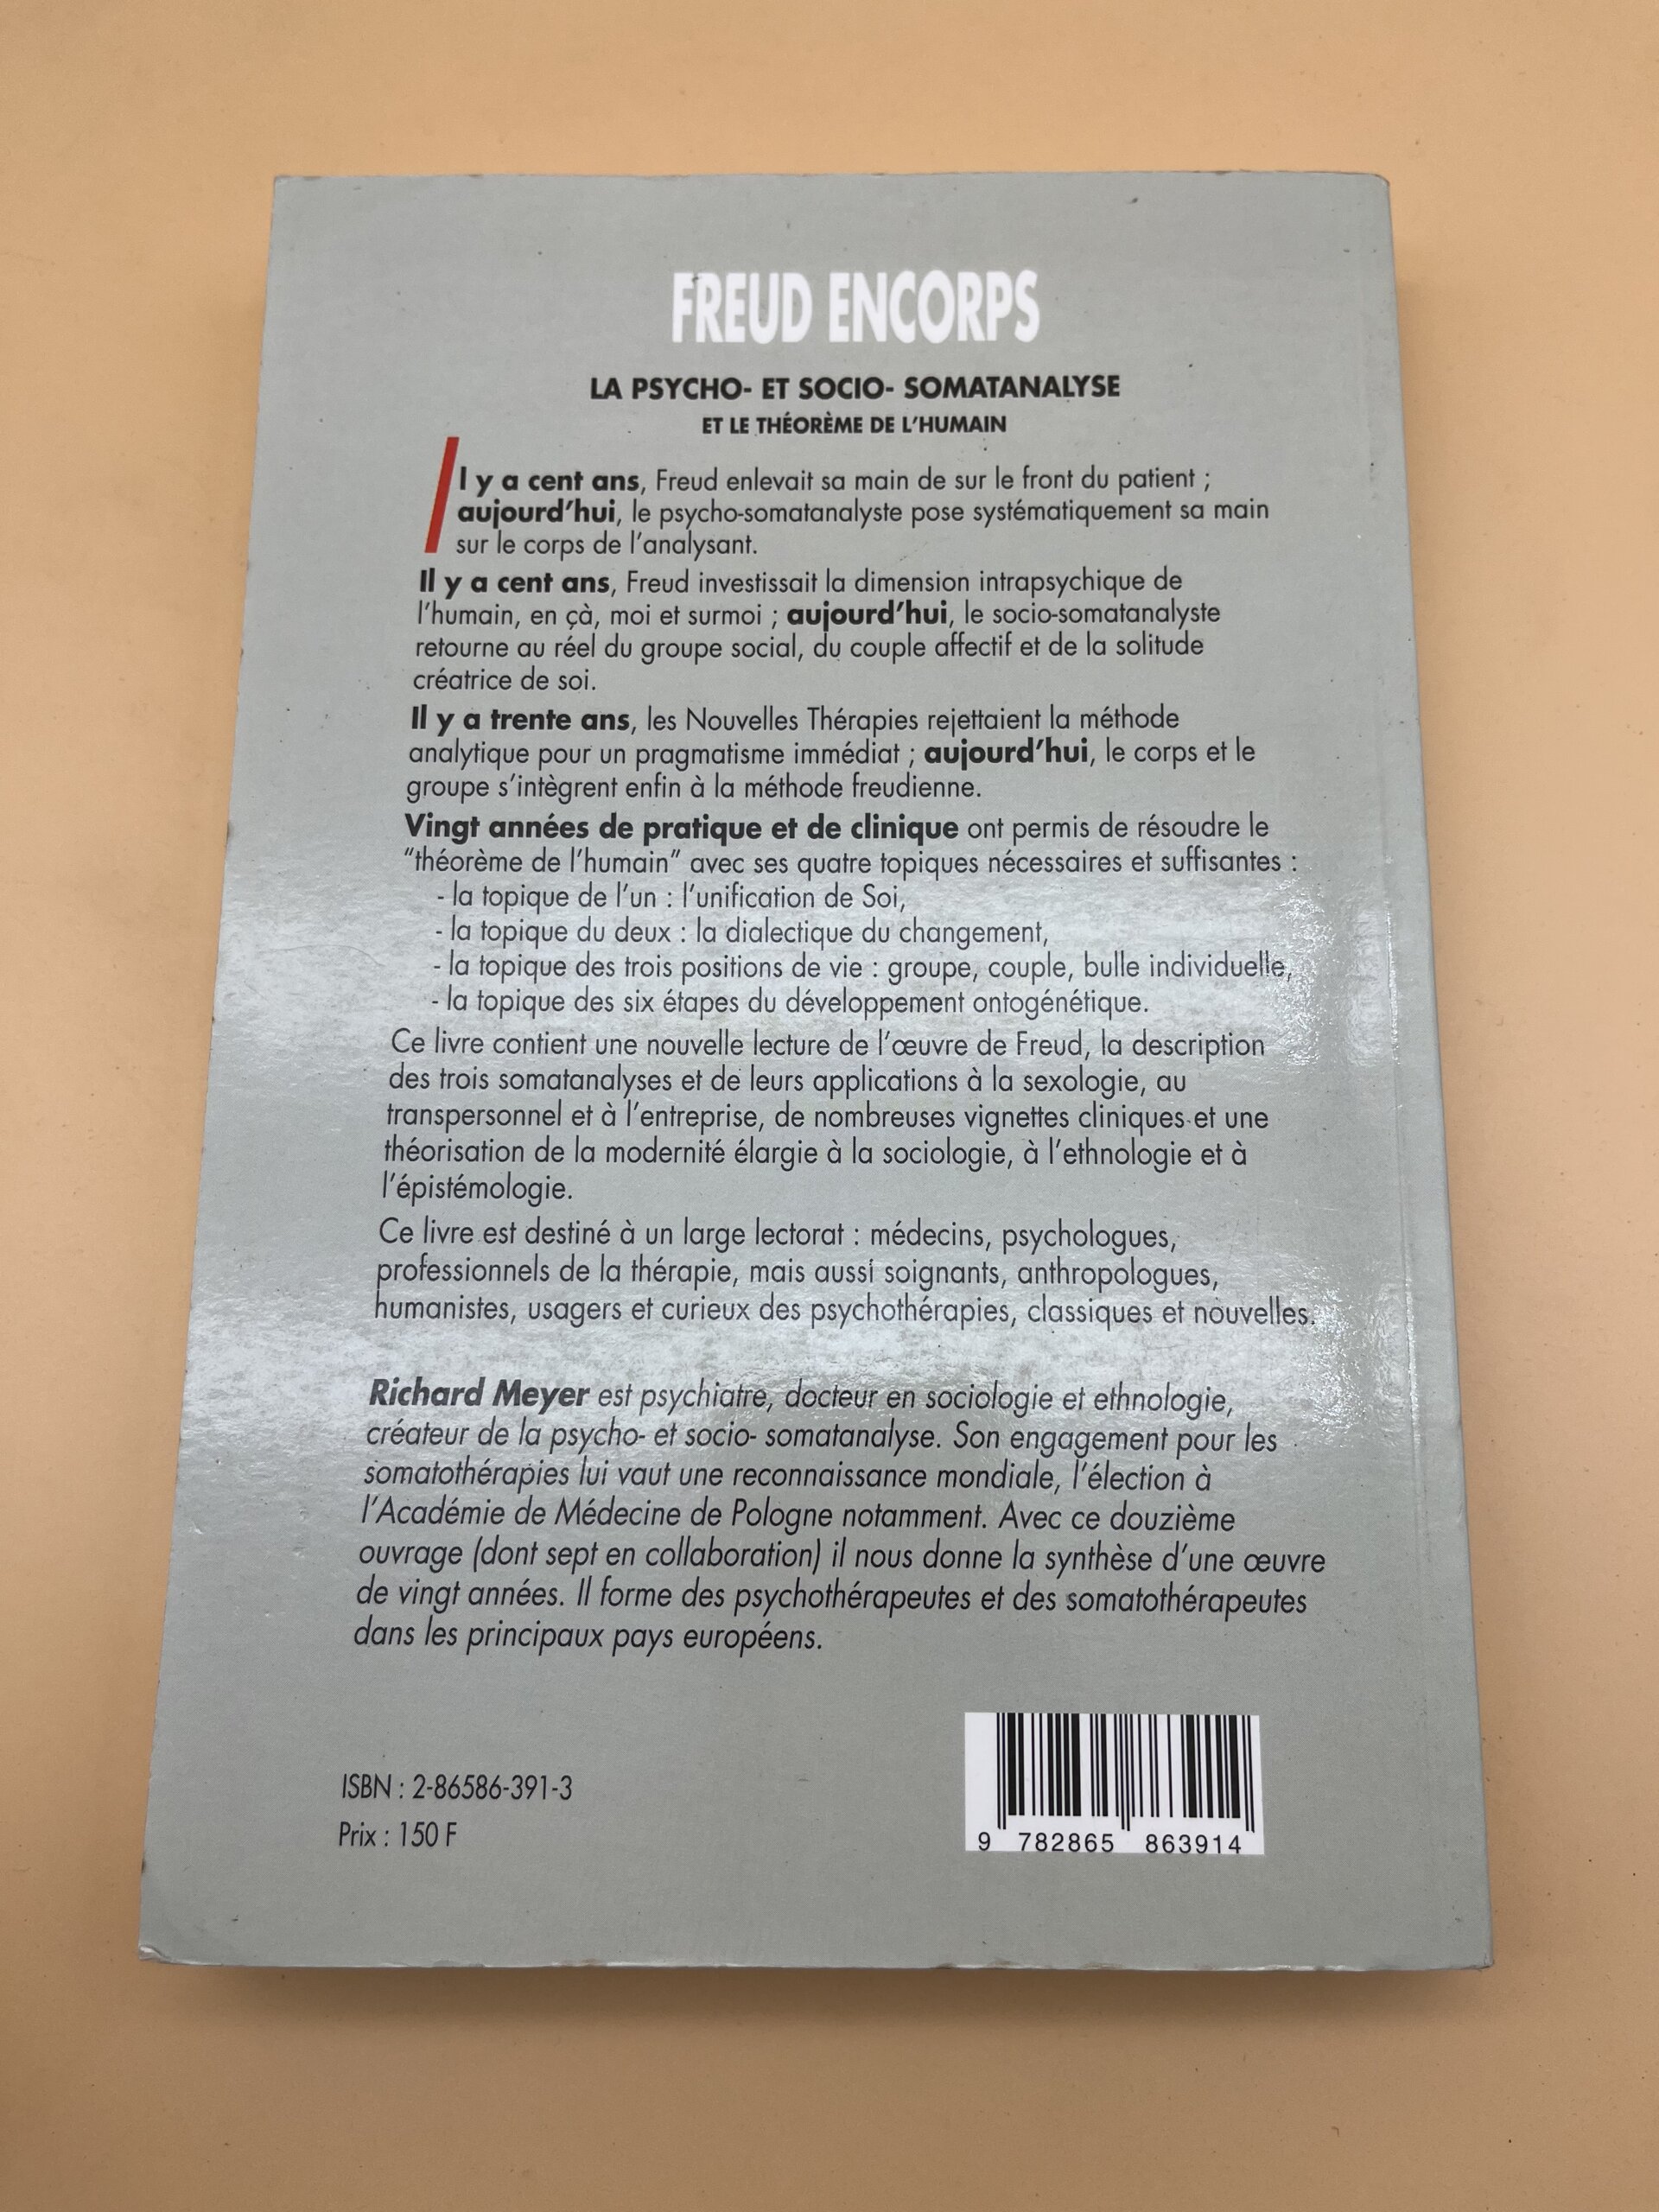 FREUD ENCORPS
LA PSYCHO- ET SOCIO- SOMATANALYSE
ET LE THÉORÈME DE L'HUMAIN
Il y a cent ans, Freud enlevait sa main de sur le front du patient ;
aujourd'hui, le psycho-somatanalyste pose systématiquement sa main
sur le corps de l'analysant.
Il y a cent ans, Freud investissait la dimension intrapsychique de
l'humain, en çà, moi et surmoi ; aujourd'hui, le socio-somatanalyste
retourne au réel du groupe social, du couple affectif et de la solitude
créatrice de soi.
Il y a trente ans, les Nouvelles Thérapies rejettaient la méthode
analytique pour un pragmatisme immédiat ; aujourd'hui, le corps et le
groupe s'intègrent enfin à la méthode freudienne.
Vingt années de pratique et de clinique ont permis de résoudre le
"théorème de l'humain" avec ses quatre topiques nécessaires et suffisantes :
- la topique de l'un : l'unification de Soi,
- la topique du deux : la dialectique du changement,
- la topique des trois positions de vie : groupe, couple, bulle individuelle,
- la topique des six étapes du développement ontogénétique.
Ce livre contient une nouvelle lecture de l'œuvre de Freud, la description
des trois somatanalyses et de leurs applications à la sexologie, au
transpersonnel et à l'entreprise, de nombreuses vignettes cliniques et une
théorisation de la modernité élargie à la sociologie, à l'ethnologie et à
l'épistémologie.
Ce livre est destiné à un large lectorat : médecins, psychologues,
professionnels de la thérapie, mais aussi soignants, anthropologues,
humanistes, usagers et curieux des psychothérapies, classiques et nouvelles.
Richard Meyer est psychiatre, docteur en sociologie et ethnologie,
créateur de la psycho- et socio- somatanalyse. Son engagement pour les
somatothérapies lui vaut une reconnaissance mondiale, l'élection à
l'Académie de Médecine de Pologne notamment. Avec ce douzième
ouvrage (dont sept en collaboration) il nous donne la synthèse d'une œuvre
de vingt années. Il forme des psychothérapeutes et des somatothérapeutes
dans les principaux pays européens.
ISBN : 2-86586-391-3
Prix : 150 F
9 782865 863914